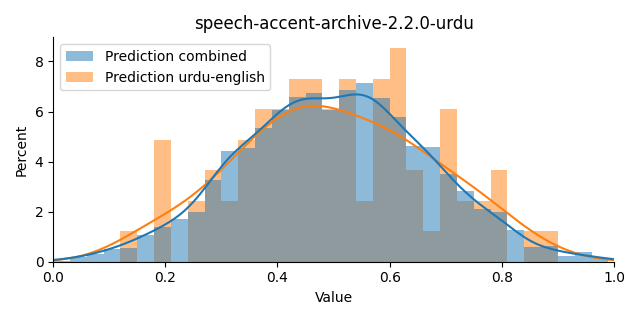 speech-accent-archive-2.2.0-urdu
Prediction combined
Prediction urdu-english
Percent
8
6
4
2
0
0.0 0.2 0.4 0.6 0.8 1.0
Value